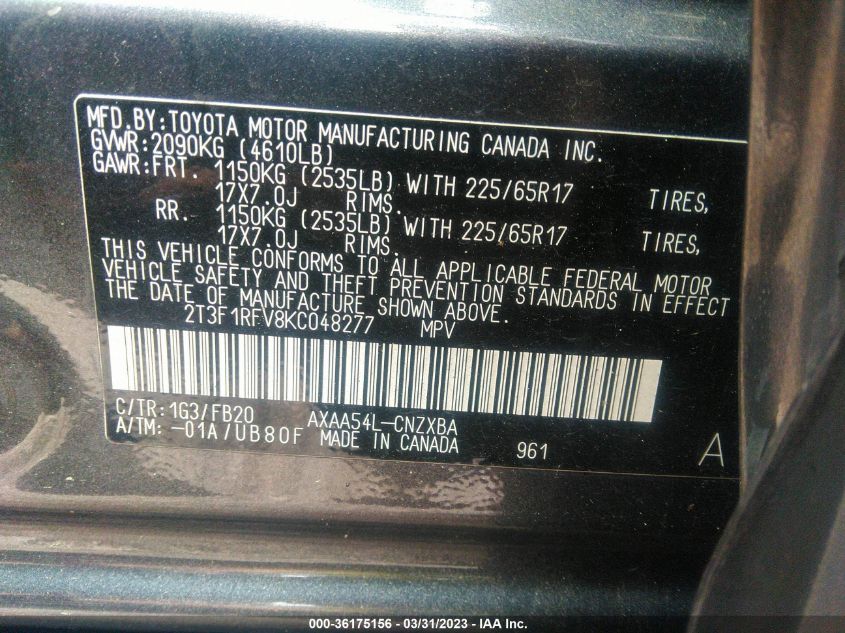 MFD. BY:TOYOTA MOTOR MANUFACTURING CANADA INC.
GVWR:2090KG (4610LB)
GAWR:FRT. 1150KG (2535LB) WITH 225/65R17 TIRES,
17X7.0J RIMS.
RR. 1150KG (2535LB) WITH 225/65R17 TIRES,
17X7.0J RIMS.
THIS VEHICLE CONFORMS TO ALL APPLICABLE FEDERAL MOTOR
VEHICLE SAFETY AND THEFT PREVENTION STANDARDS IN EFFECT
THE DATE OF MANUFACTURE SHOWN ABOVE.
2T3F1RFV8KC048277 MPV
C/TR:1G3/FB20 AXAA54L-CNZXBA
A/TM:-01A/UB80F MADE IN CANADA 961 A
000-36175156 - 03/31/2023 - IAA Inc.